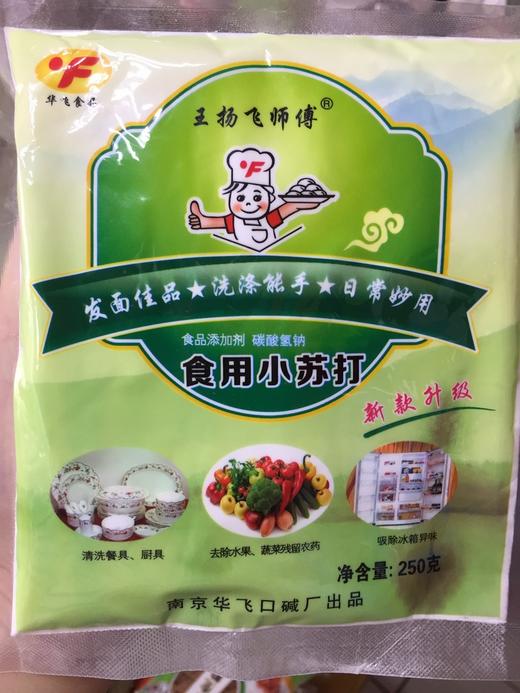 华飞食品
王扬飞师傅®
发面佳品★洗涤能手★日常妙用
食品添加剂 碳酸氢钠
食用小苏打
新款升级
清洗餐具、厨具
去除水果、蔬菜残留农药
吸除冰箱异味
净含量: 250克
南京华飞口碱厂出品